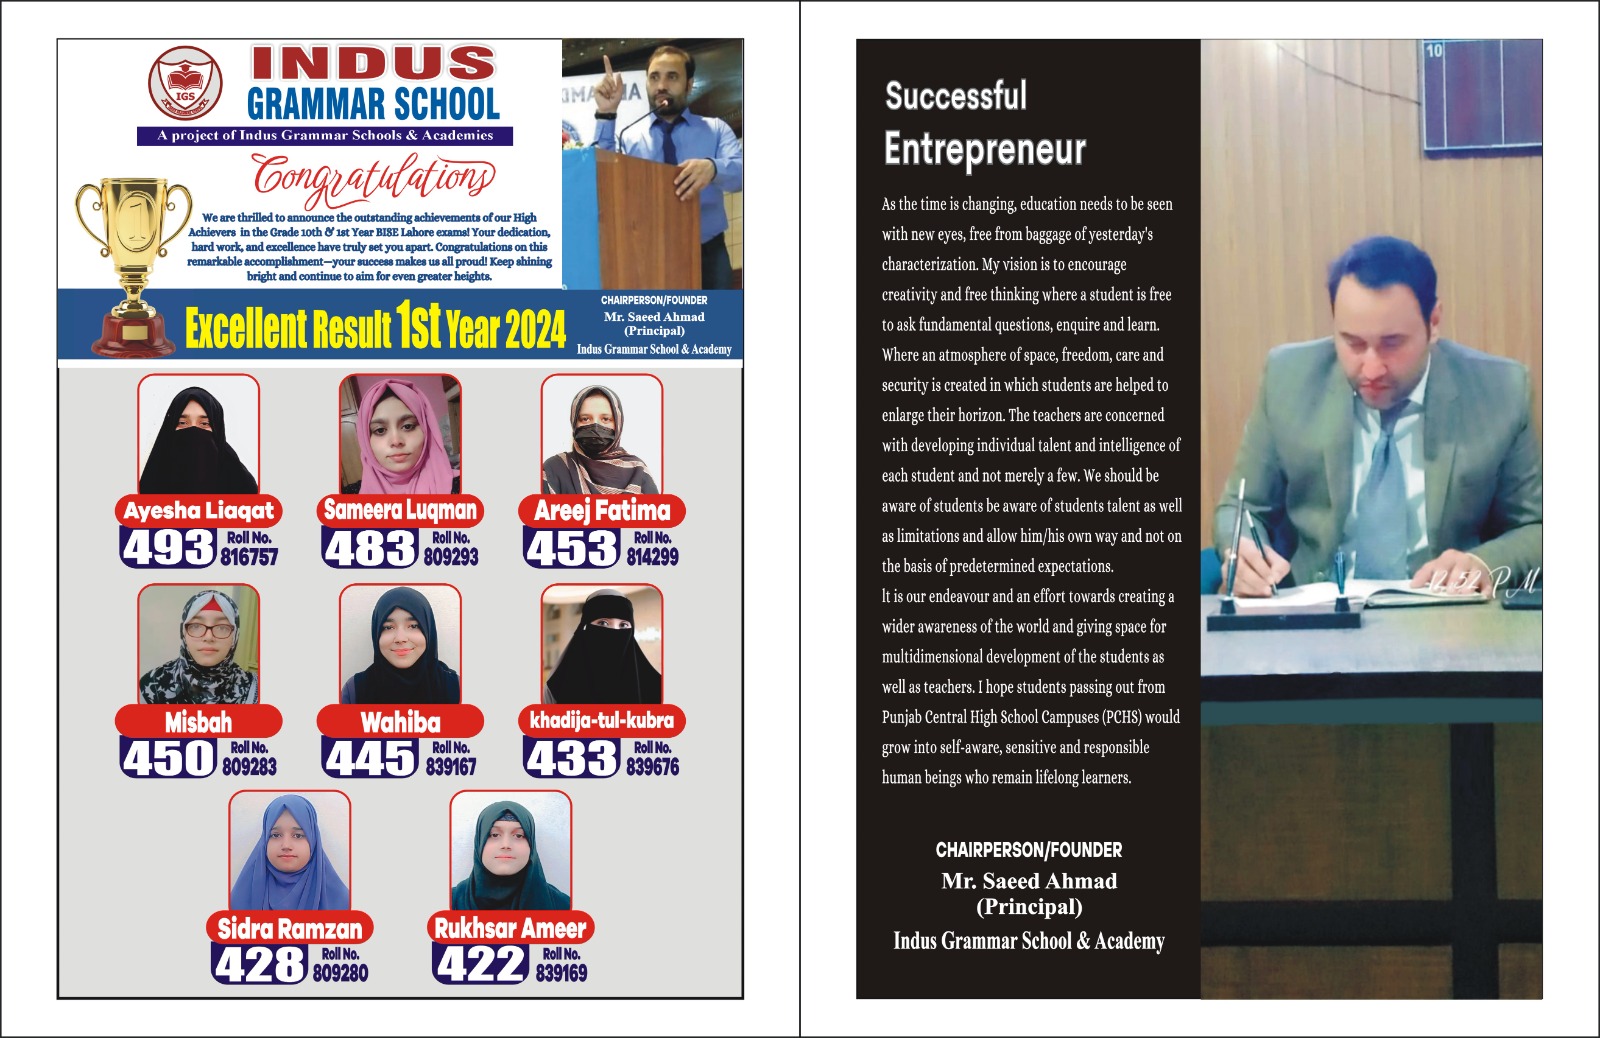 IGS
INDUS
GRAMMAR SCHOOL
A project of Indus Grammar Schools & Academies
Congratulations
We are thrilled to announce the outstanding achievements of our High
Achievers in the Grade 10th & 1st Year BISE Lahore exams! Your dedication,
hard work, and excellence have truly set you apart. Congratulations on this
remarkable accomplishment—your success makes us all proud! Keep shining
bright and continue to aim for even greater heights.
1
Excellent Result 1st Year 2024
CHAIRPERSON/FOUNDER
Mr. Saeed Ahmad
(Principal)
Indus Grammar School & Academy
Ayesha Liaqat
493 Roll No. 816757
Sameera Luqman
483 Roll No. 809293
Areej Fatima
453 Roll No. 814299
Misbah
450 Roll No. 809283
Wahiba
445 Roll No. 839167
khadija-tul-kubra
433 Roll No. 839676
Sidra Ramzan
428 Roll No. 809280
Rukhsar Ameer
422 Roll No. 839169
Successful
Entrepreneur
As the time is changing, education needs to be seen
with new eyes, free from baggage of yesterday's
characterization. My vision is to encourage
creativity and free thinking where a student is free
to ask fundamental questions, enquire and learn.
Where an atmosphere of space, freedom, care and
security is created in which students are helped to
enlarge their horizon. The teachers are concerned
with developing individual talent and intelligence of
each student and not merely a few. We should be
aware of students be aware of students talent as well
as limitations and allow him/his own way and not on
the basis of predetermined expectations.
It is our endeavour and an effort towards creating a
wider awareness of the world and giving space for
multidimensional development of the students as
well as teachers. I hope students passing out from
Punjab Central High School Campuses (PCHS) would
grow into self-aware, sensitive and responsible
human beings who remain lifelong learners.
CHAIRPERSON/FOUNDER
Mr. Saeed Ahmad
(Principal)
Indus Grammar School & Academy
10
12:52 PM